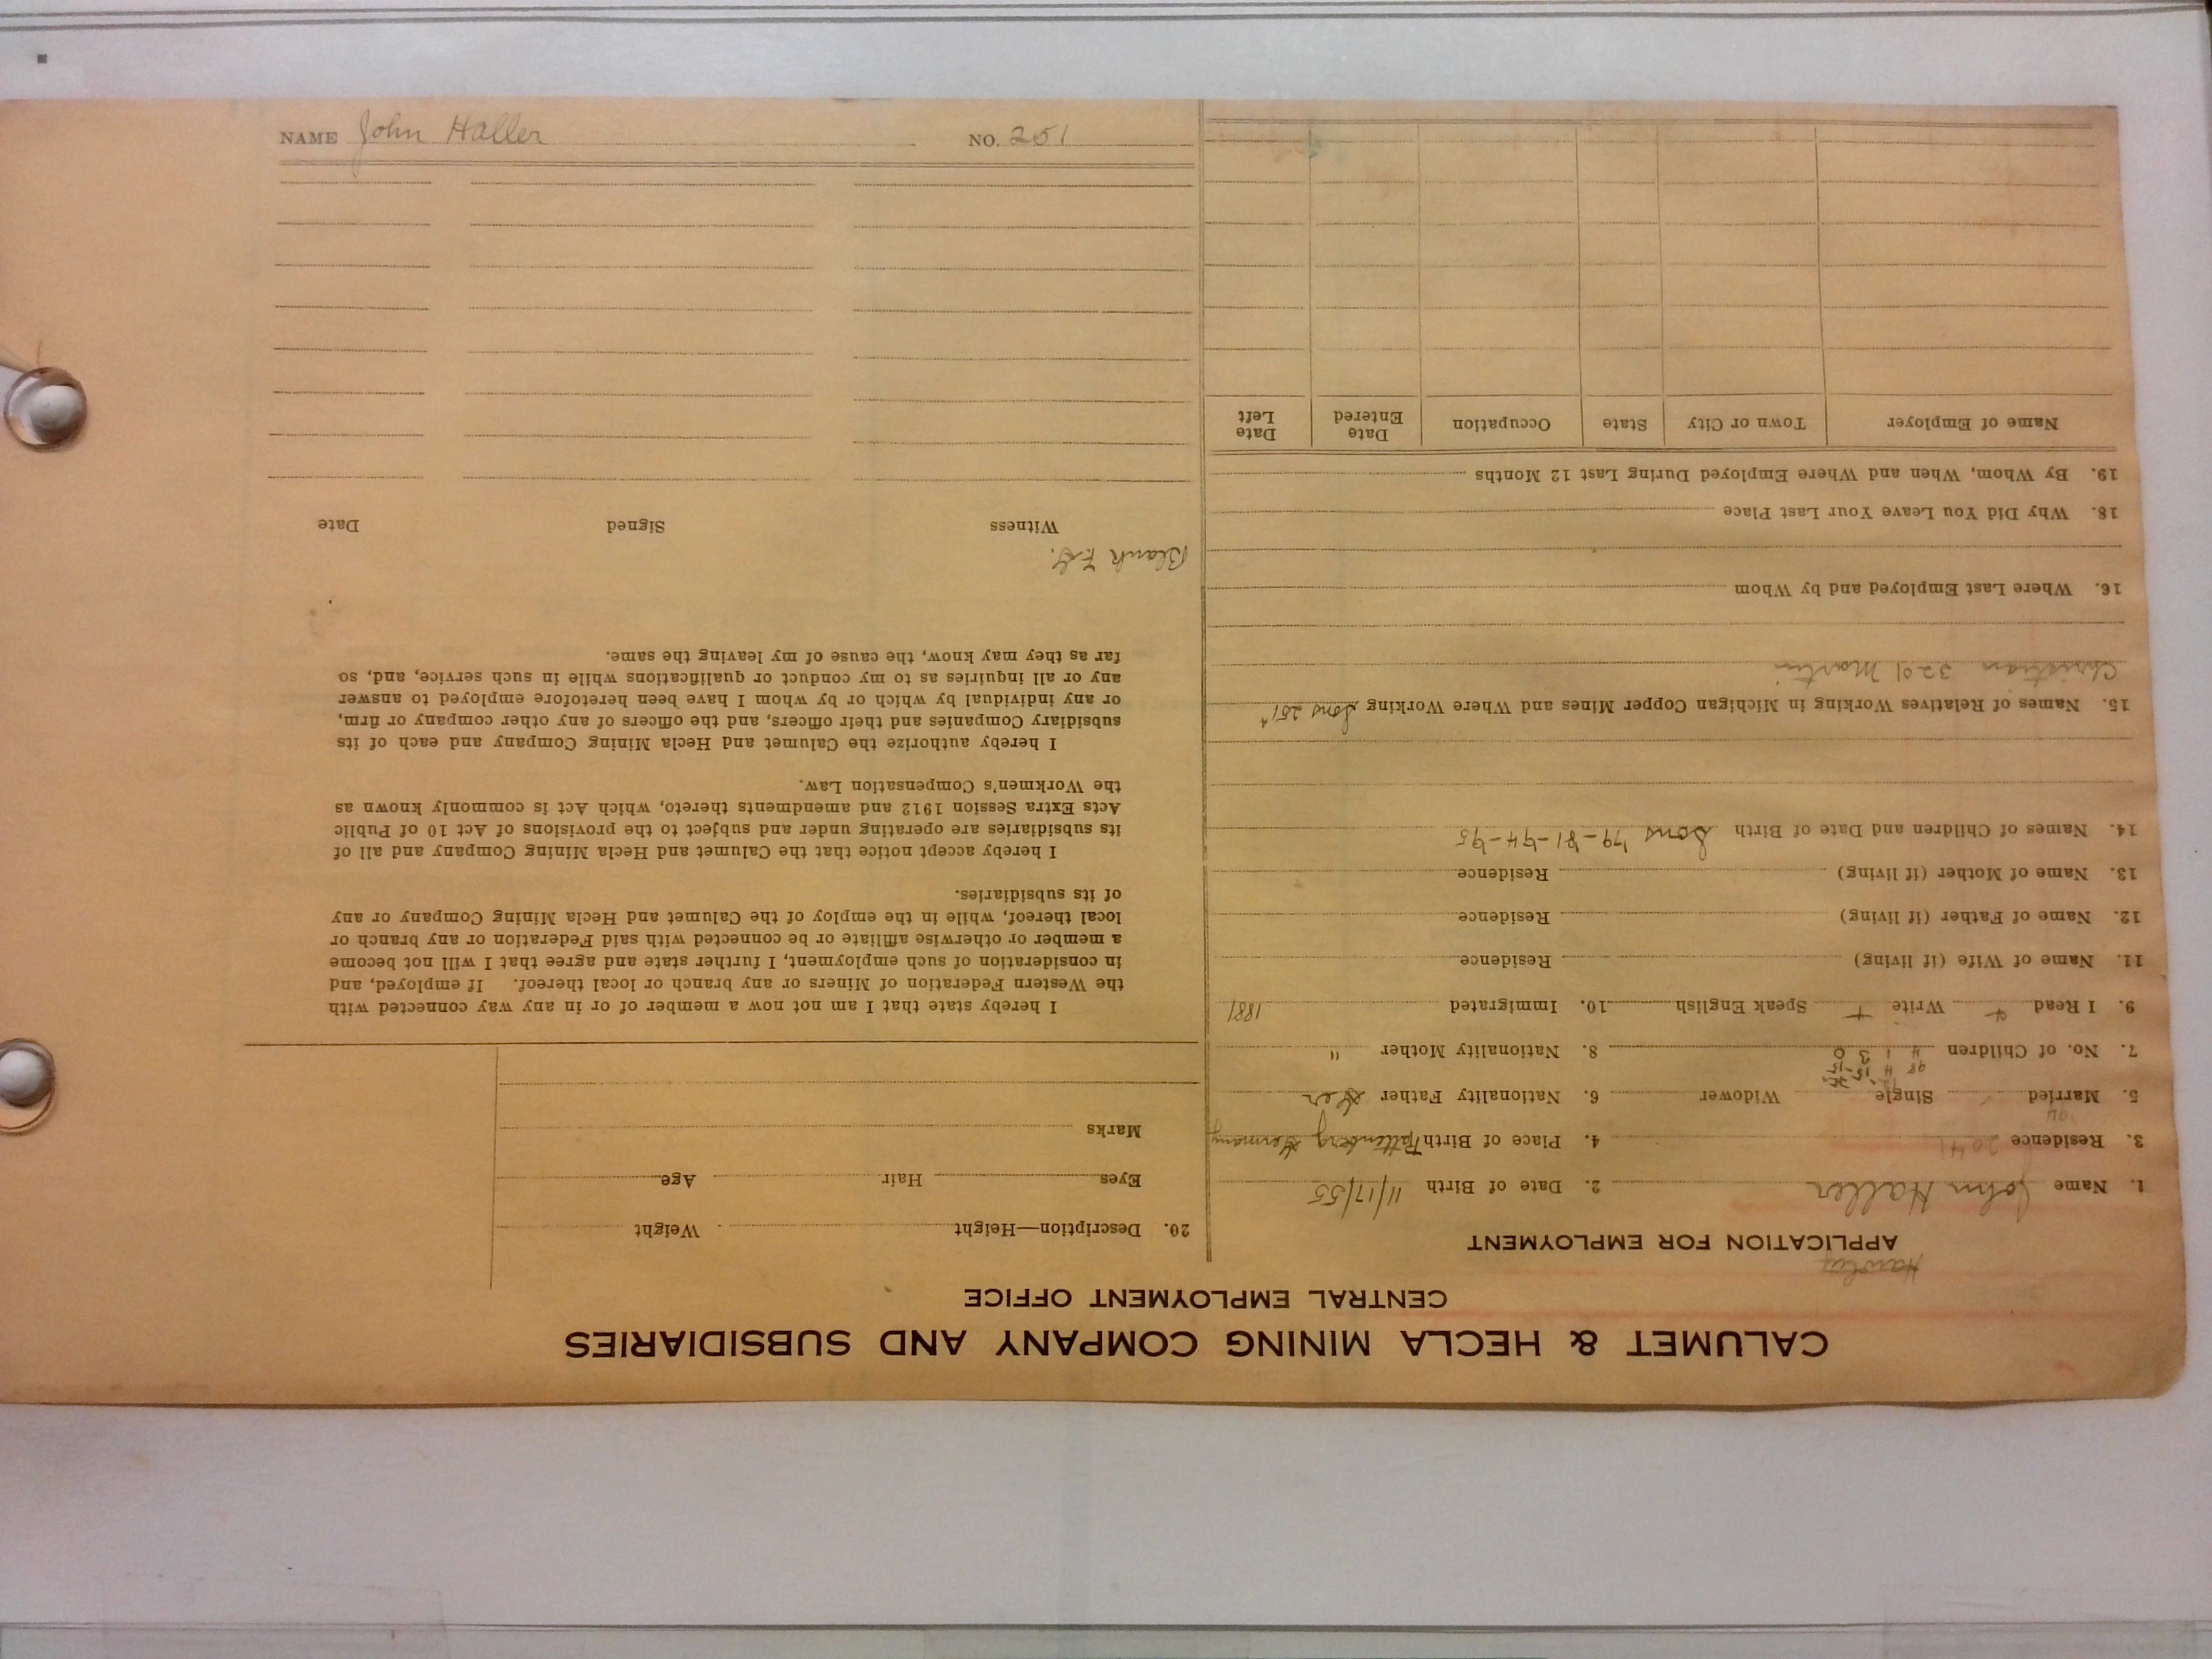 NAME John Haller NO. 251
CALUMET & HECLA MINING COMPANY AND SUBSIDIARIES
CENTRAL EMPLOYMENT OFFICE
APPLICATION FOR EMPLOYMENT
1. Name John Haller 2. Date of Birth 11/17/55
3. Residence 2041 4. Place of Birth Germany
5. Married Single Widower 6. Nationality Father Ger
7. No. of Children 4 1 3 0 8. Nationality Mother "
9. I Read Write Speak English 10. Immigrated 1881
11. Name of Wife (if living) Residence
12. Name of Father (if living) Residence
13. Name of Mother (if living) Residence
14. Names of Children and Date of Birth Sons '79-'81-'94-'95
15. Names of Relatives Working in Michigan Copper Mines and Where Working Sons 251
Christian 3201 Martin
16. Where Last Employed and by Whom
18. Why Did You Leave Your Last Place
19. By Whom, When and Where Employed During Last 12 Months
Name of Employer Town or City State Occupation Date Entered Date Left
20. Description—Height Weight
Eyes Hair Age
Marks
I hereby state that I am not now a member of or in any way connected with
the Western Federation of Miners or any branch or local thereof. If employed, and
in consideration of such employment, I further state and agree that I will not become
a member or otherwise affiliate or be connected with said Federation or any branch or
local thereof, while in the employ of the Calumet and Hecla Mining Company or any
of its subsidiaries.
I hereby accept notice that the Calumet and Hecla Mining Company and all of
its subsidiaries are operating under and subject to the provisions of Act 10 of Public
Acts Extra Session 1912 and amendments thereto, which Act is commonly known as
the Workmen's Compensation Law.
I hereby authorize the Calumet and Hecla Mining Company and each of its
subsidiary Companies and their officers, and the officers of any other company or firm,
or any individual by which or by whom I have been heretofore employed to answer
any or all inquiries as to my conduct or qualifications while in such service, and, so
far as they may know, the cause of my leaving the same.
Blank
Witness Signed Date